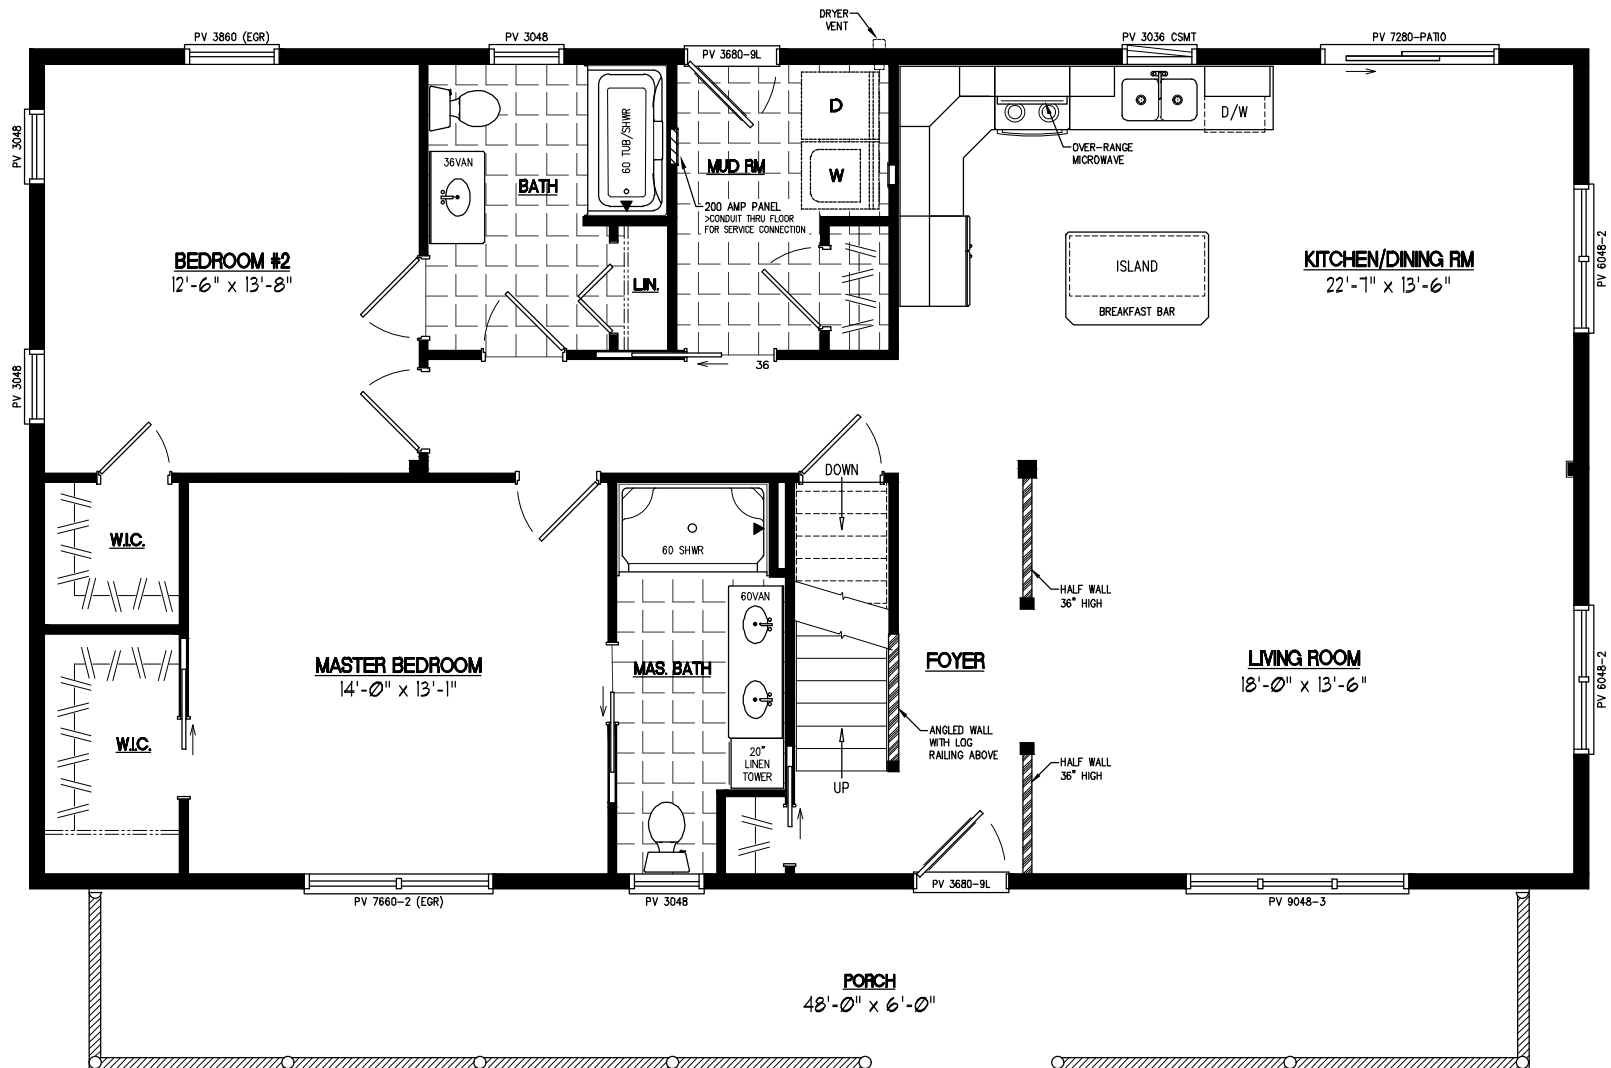 DRYER
VENT
PV 3860 (EGR)
PV 3048
PV 3680-9L
PV 3036 CSMT
PV 7280-PATIO
D
D/W
60 TUB/SHWR
PV 3048
36VAN
MUD RM
OVER-RANGE
MICROWAVE
W
BATH
200 AMP PANEL
>CONDUIT THRU FLOOR
FOR SERVICE CONNECTION
BEDROOM #2
12'-6" x 13'-8"
LIN.
ISLAND
BREAKFAST BAR
KITCHEN/DINING RM
22'-7" x 13'-6"
PV 6048-2
PV 3048
36
DOWN
W.I.C.
60 SHWR
HALF WALL
36" HIGH
60VAN
MASTER BEDROOM
14'-0" x 13'-1"
MAS. BATH
FOYER
LIVING ROOM
18'-0" x 13'-6"
PV 6048-2
W.I.C.
20"
LINEN
TOWER
ANGLED WALL
WITH LOG
RAILING ABOVE
HALF WALL
36" HIGH
UP
PV 3680-9L
PV 7660-2 (EGR)
PV 3048
PV 9048-3
PORCH
48'-0" x 6'-0"